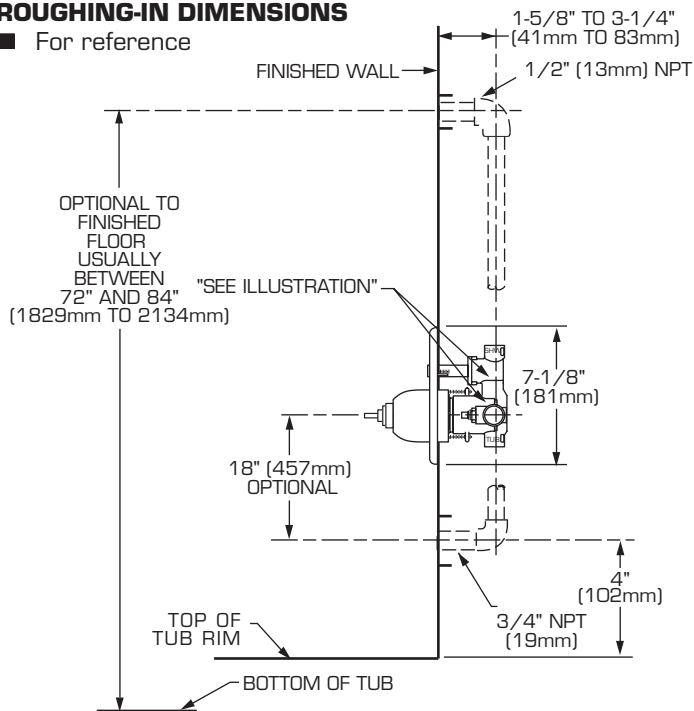 ROUGHING-IN DIMENSIONS
■ For reference
1-5/8" TO 3-1/4"
(41mm TO 83mm)
FINISHED WALL
1/2" (13mm) NPT
OPTIONAL TO
FINISHED
FLOOR
USUALLY
BETWEEN
72" AND 84"
(1829mm TO 2134mm)
"SEE ILLUSTRATION"
SHWR
7-1/8"
(181mm)
TUB
18" (457mm)
OPTIONAL
4"
(102mm)
3/4" NPT
(19mm)
TOP OF
TUB RIM
BOTTOM OF TUB